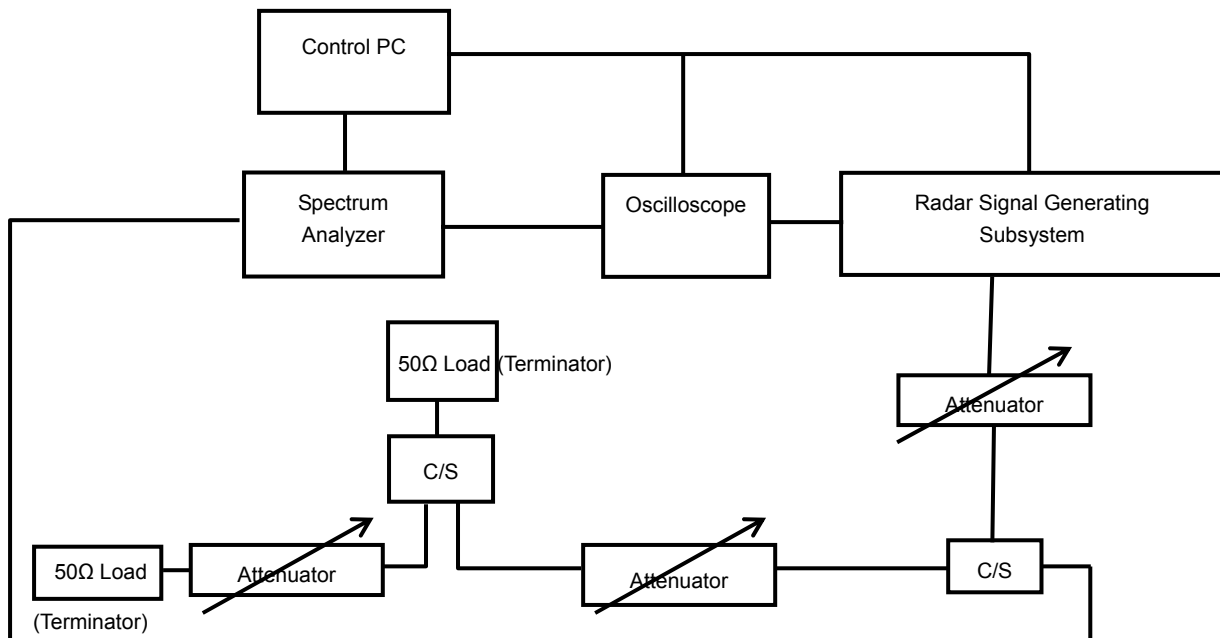 Control PC
Spectrum
Analyzer
Oscilloscope
Radar Signal Generating
Subsystem
50Ω Load (Terminator)
Attenuator
C/S
50Ω Load
(Terminator)
Attenuator
Attenuator
C/S